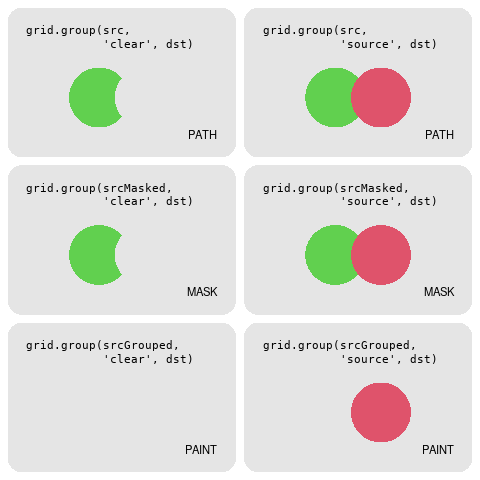 grid.group(src,
'clear', dst)
PATH
grid.group(src,
'source', dst)
PATH
grid.group(srcMasked,
'clear', dst)
MASK
grid.group(srcMasked,
'source', dst)
MASK
grid.group(srcGrouped,
'clear', dst)
PAINT
grid.group(srcGrouped,
'source', dst)
PAINT